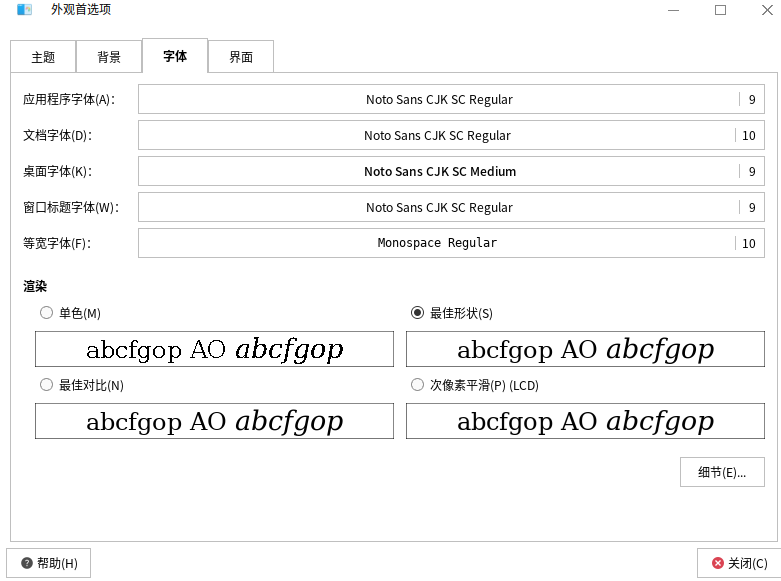 外观首选项
主题 背景 字体 界面
应用程序字体(A): Noto Sans CJK SC Regular 9
文档字体(D): Noto Sans CJK SC Regular 10
桌面字体(K): Noto Sans CJK SC Medium 9
窗口标题字体(W): Noto Sans CJK SC Regular 9
等宽字体(F): Monospace Regular 10
渲染
单色(M) 最佳形状(S)
abcfgop AO abcfgop abcfgop AO abcfgop
最佳对比(N) 次像素平滑(P) (LCD)
abcfgop AO abcfgop abcfgop AO abcfgop
细节(E)...
帮助(H) 关闭(C)